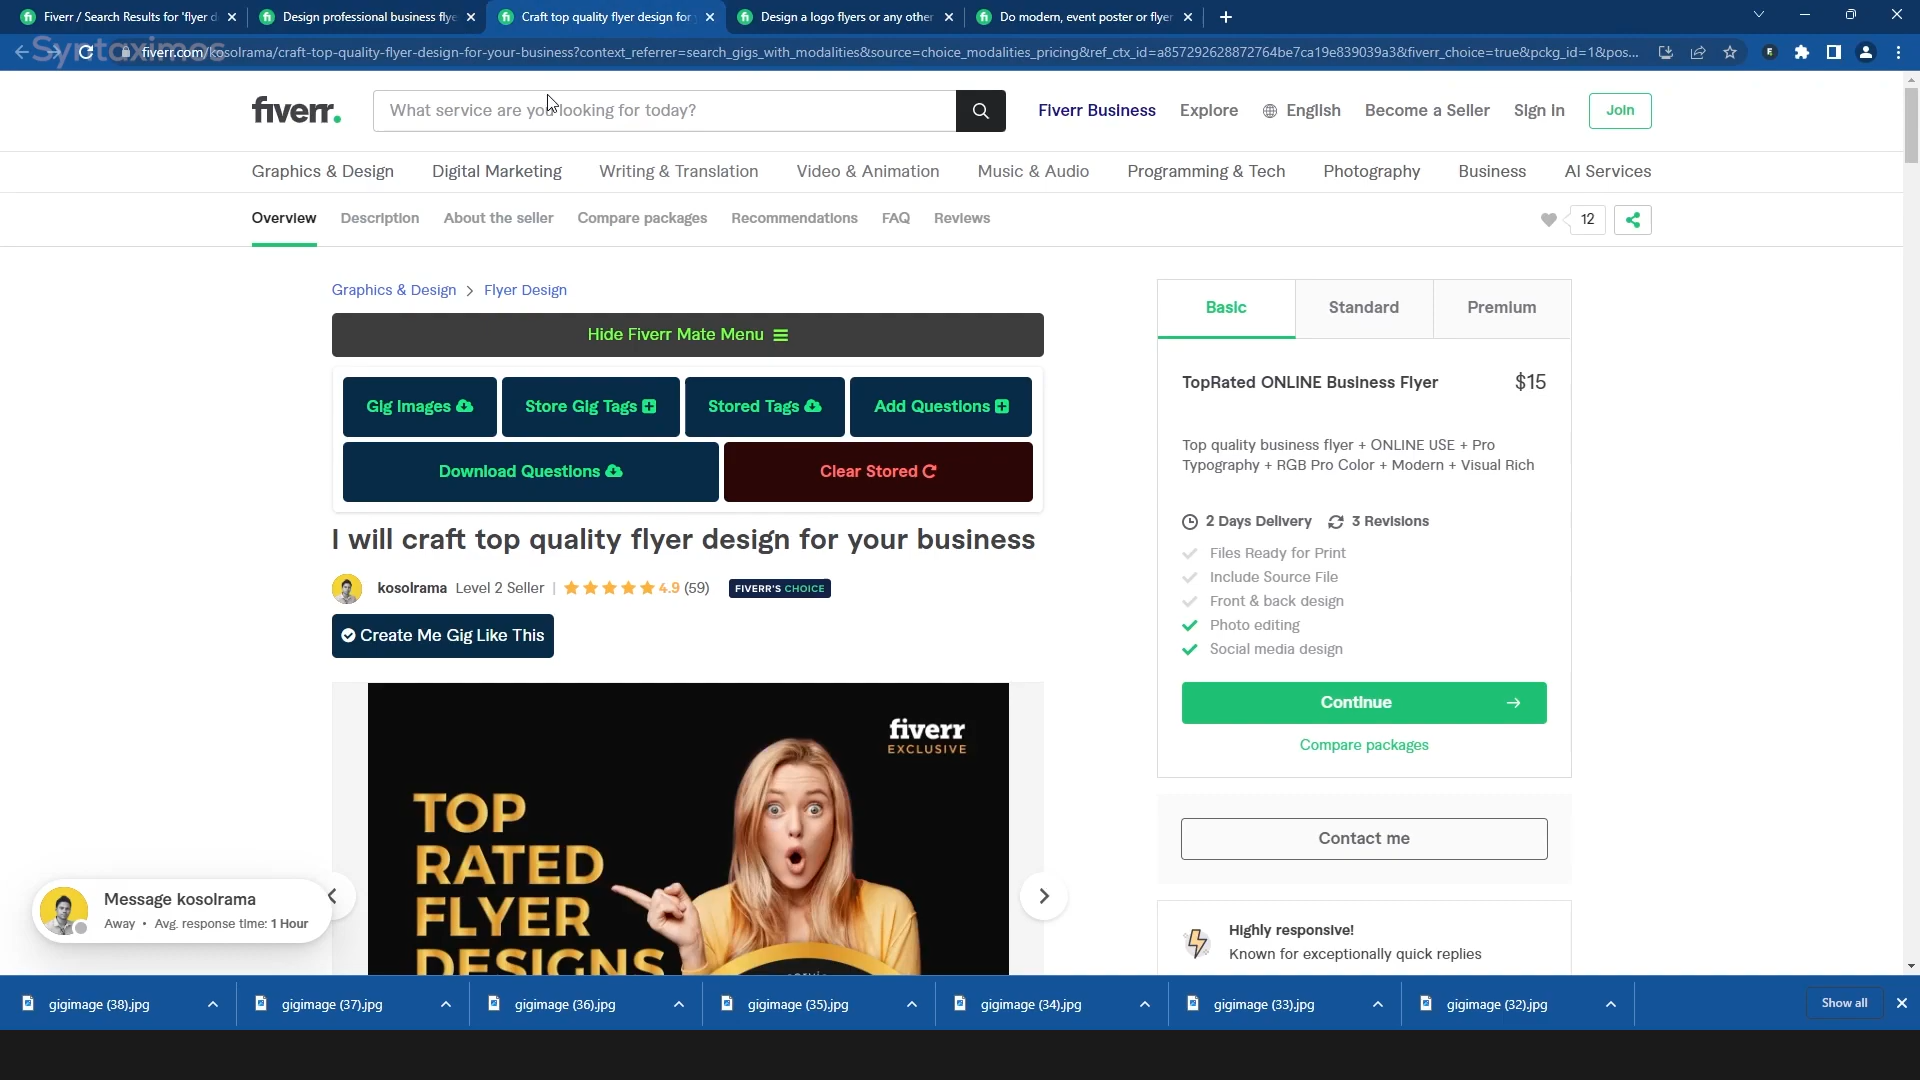 Fiverr / Search Results for 'flyer d
Design professional business flye
Craft top quality flyer design for
Design a logo flyers or any other
Do modern, event poster or flyer
Syntaximos
fiverr.com/kosolrama/craft-top-quality-flyer-design-for-your-business?context_referrer=search_gigs_with_modalities&source=choice_modalities_pricing&ref_ctx_id=a857292628872764be7ca19e839039a3&fiverr_choice=true&pckg_id=1&pos...
fiverr.
What service are you looking for today?
Fiverr Business
Explore
English
Become a Seller
Sign In
Join
Graphics & Design
Digital Marketing
Writing & Translation
Video & Animation
Music & Audio
Programming & Tech
Photography
Business
AI Services
Overview
Description
About the seller
Compare packages
Recommendations
FAQ
Reviews
12
Graphics & Design > Flyer Design
Hide Fiverr Mate Menu
Gig Images
Store Gig Tags
Stored Tags
Add Questions
Download Questions
Clear Stored
I will craft top quality flyer design for your business
kosolrama Level 2 Seller | 4.9 (59) FIVERR'S CHOICE
Create Me Gig Like This
fiverr
EXCLUSIVE
TOP
RATED
FLYER
DESIGNS
Basic
Standard
Premium
TopRated ONLINE Business Flyer $15
Top quality business flyer + ONLINE USE + Pro
Typography + RGB Pro Color + Modern + Visual Rich
2 Days Delivery 3 Revisions
Files Ready for Print
Include Source File
Front & back design
Photo editing
Social media design
Continue
Compare packages
Contact me
Highly responsive!
Known for exceptionally quick replies
Message kosolrama
Away • Avg. response time: 1 Hour
gigimage (38).jpg
gigimage (37).jpg
gigimage (36).jpg
gigimage (35).jpg
gigimage (34).jpg
gigimage (33).jpg
gigimage (32).jpg
Show all